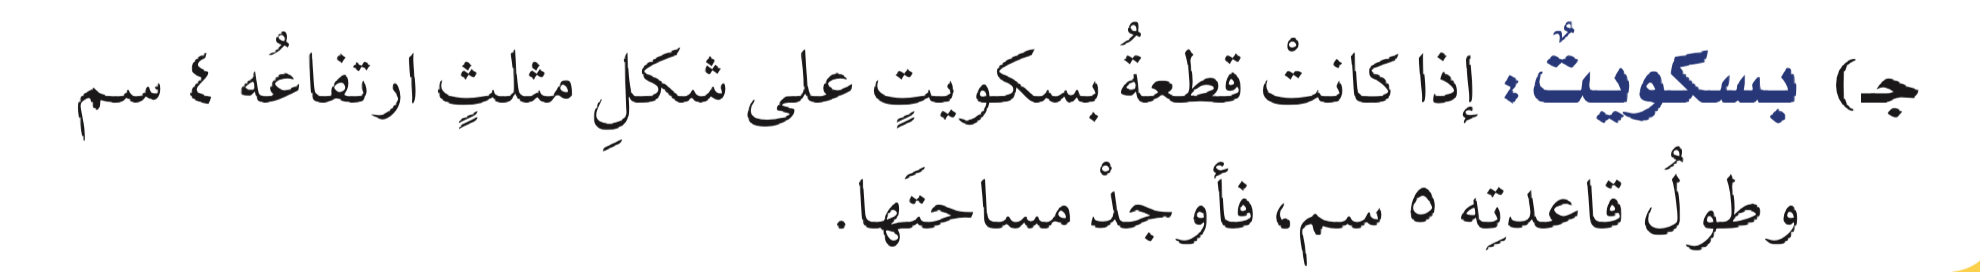 جـ) بسكويتٌ: إذا كانتْ قطعةُ بسكويتٍ على شكلِ مثلثٍ ارتفاعُه ٤ سم
وطولُ قاعدتِه ٥ سم، فأوجدْ مساحتَها.